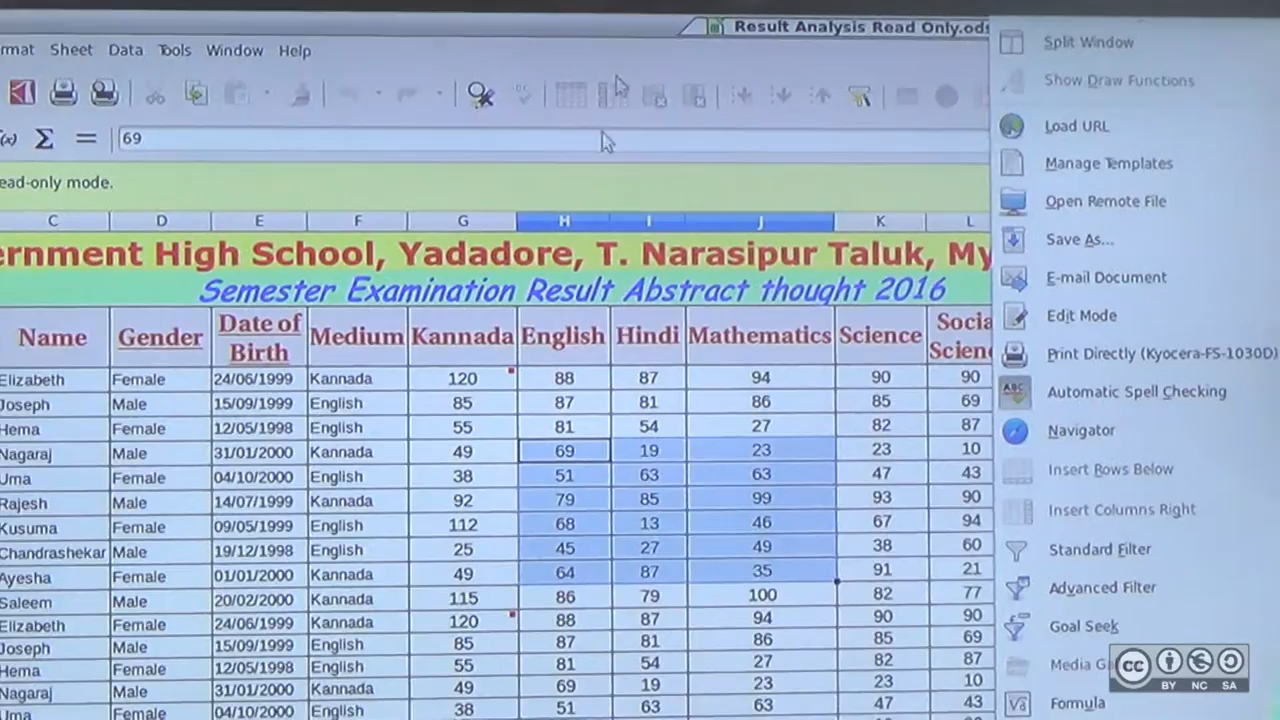 Result Analysis Read Only.ods
rmat Sheet Data Tools Window Help
69
ead-only mode.
C D E F G H I J K L
ernment High School, Yadadore, T. Narasipur Taluk, My
Semester Examination Result Abstract thought 2016
Name Gender Date of Birth Medium Kannada English Hindi Mathematics Science Socia Scienc
Elizabeth Female 24/06/1999 Kannada 120 88 87 94 90 90
Joseph Male 15/09/1999 English 85 87 81 86 85 69
Hema Female 12/05/1998 English 55 81 54 27 82 87
Nagaraj Male 31/01/2000 Kannada 49 69 19 23 23 10
Uma Female 04/10/2000 English 38 51 63 63 47 43
Rajesh Male 14/07/1999 Kannada 92 79 85 99 93 90
Kusuma Female 09/05/1999 English 112 68 13 46 67 94
Chandrashekar Male 19/12/1998 English 25 45 27 49 38 60
Ayesha Female 01/01/2000 Kannada 49 64 87 35 91 21
Saleem Male 20/02/2000 Kannada 115 86 79 100 82 77
Elizabeth Female 24/06/1999 Kannada 120 88 87 94 90 90
Joseph Male 15/09/1999 English 85 87 81 86 85 69
Hema Female 12/05/1998 English 55 81 54 27 82 87
Nagaraj Male 31/01/2000 Kannada 49 69 19 23 23 10
Uma Female 04/10/2000 English 38 51 63 63 47 43
Split Window
Show Draw Functions
Load URL
Manage Templates
Open Remote File
Save As...
E-mail Document
Edit Mode
Print Directly (Kyocera-FS-1030D)
ABC
Automatic Spell Checking
Navigator
Insert Rows Below
Insert Columns Right
Standard Filter
Advanced Filter
Goal Seek
Media Ga
Formula
cc
BY NC SA